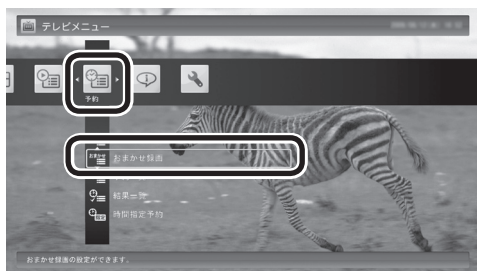 テレビメニュー
予約
おまかせ録画
結果一覧
時間指定予約
おまかせ録画の設定ができます。